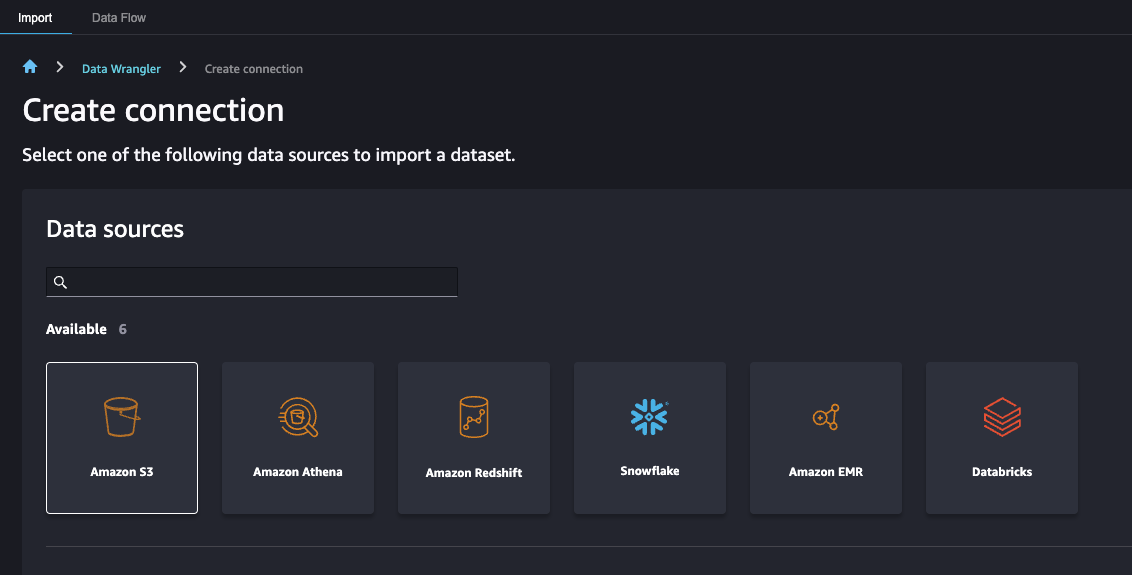 Import Data Flow
Data Wrangler Create connection
Create connection
Select one of the following data sources to import a dataset.
Data sources
Available 6
Amazon S3 Amazon Athena Amazon Redshift Snowflake Amazon EMR Databricks